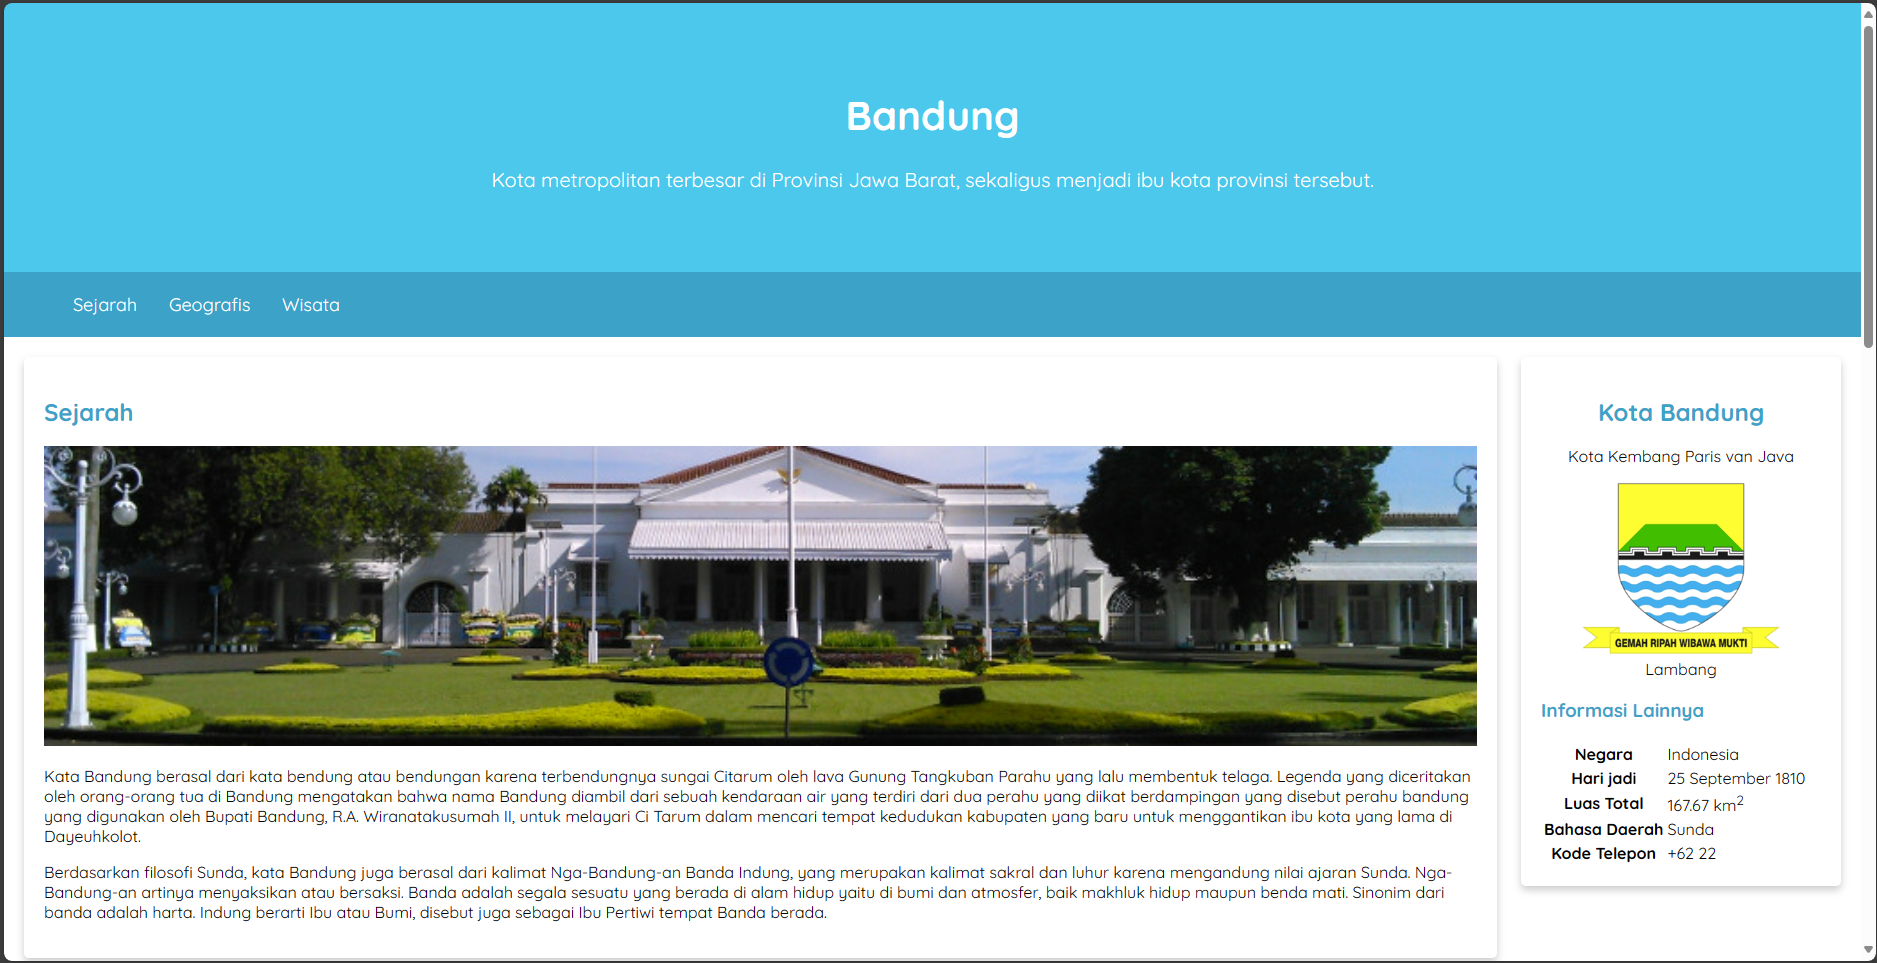 Bandung
Kota metropolitan terbesar di Provinsi Jawa Barat, sekaligus menjadi ibu kota provinsi tersebut.
Sejarah Geografis Wisata
Sejarah
Kata Bandung berasal dari kata bendung atau bendungan karena terbendungnya sungai Citarum oleh lava Gunung Tangkuban Parahu yang lalu membentuk telaga. Legenda yang diceritakan
oleh orang-orang tua di Bandung mengatakan bahwa nama Bandung diambil dari sebuah kendaraan air yang terdiri dari dua perahu yang diikat berdampingan yang disebut perahu bandung
yang digunakan oleh Bupati Bandung, R.A. Wiranatakusumah II, untuk melayari Ci Tarum dalam mencari tempat kedudukan kabupaten yang baru untuk menggantikan ibu kota yang lama di
Dayeuhkolot.
Berdasarkan filosofi Sunda, kata Bandung juga berasal dari kalimat Nga-Bandung-an Banda Indung, yang merupakan kalimat sakral dan luhur karena mengandung nilai ajaran Sunda. Nga-
Bandung-an artinya menyaksikan atau bersaksi. Banda adalah segala sesuatu yang berada di alam hidup yaitu di bumi dan atmosfer, baik makhluk hidup maupun benda mati. Sinonim dari
banda adalah harta. Indung berarti Ibu atau Bumi, disebut juga sebagai Ibu Pertiwi tempat Banda berada.
Kota Bandung
Kota Kembang Paris van Java
GEMAH RIPAH WIBAWA MUKTI
Lambang
Informasi Lainnya
Negara Indonesia
Hari jadi 25 September 1810
Luas Total 167.67 km²
Bahasa Daerah Sunda
Kode Telepon +62 22